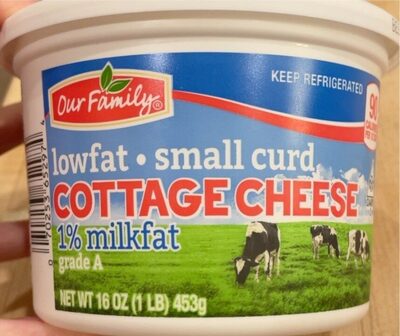 Our Family®
KEEP REFRIGERATED
90
lowfat • small curd
COTTAGE CHEESE
1% milkfat
grade A
NET WT 16 OZ (1 LB) 453g